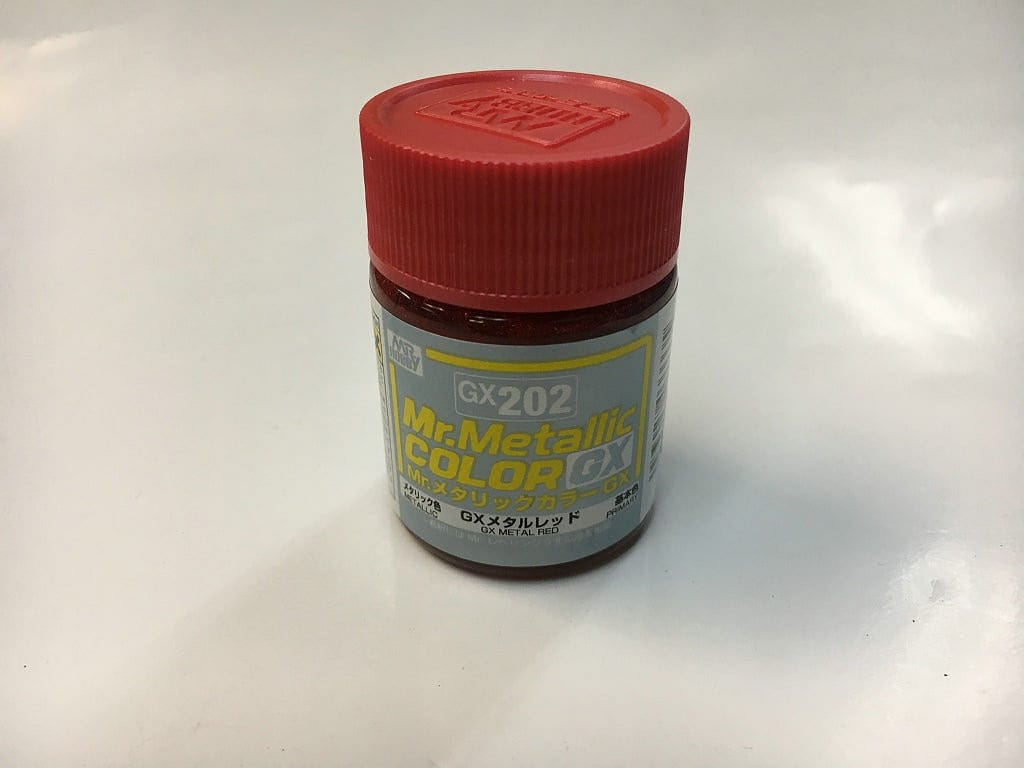 MR.
HOBBY
GX202
Mr.Metallic
COLOR GX
Mr.メタリックカラー GX
メタリック色
METALLIC
GXメタルレッド
GX METAL RED
基本色
PRIMARY